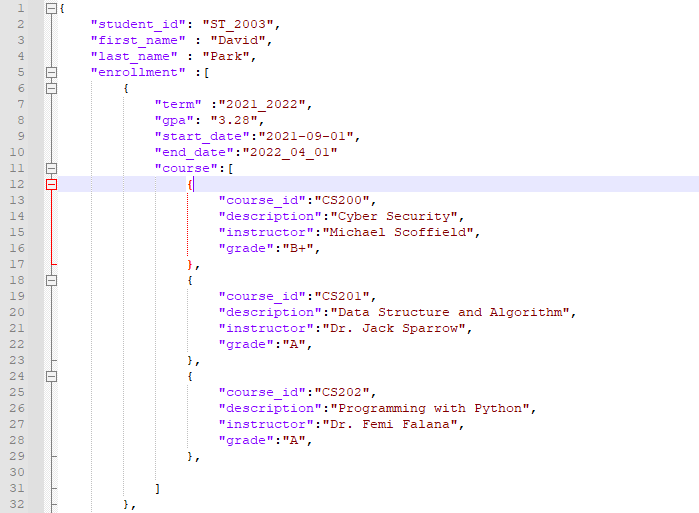 1 {
2 "student_id": "ST_2003",
3 "first_name" : "David",
4 "last_name" : "Park",
5 "enrollment" :[
6 {
7 "term" :"2021_2022",
8 "gpa": "3.28",
9 "start_date":"2021-09-01",
10 "end_date":"2022_04_01"
11 "course":[
12 {
13 "course_id":"CS200",
14 "description":"Cyber Security",
15 "instructor":"Michael Scoffield",
16 "grade":"B+",
17 },
18 {
19 "course_id":"CS201",
20 "description":"Data Structure and Algorithm",
21 "instructor":"Dr. Jack Sparrow",
22 "grade":"A",
23 },
24 {
25 "course_id":"CS202",
26 "description":"Programming with Python",
27 "instructor":"Dr. Femi Falana",
28 "grade":"A",
29 },
30
31 ]
32 },